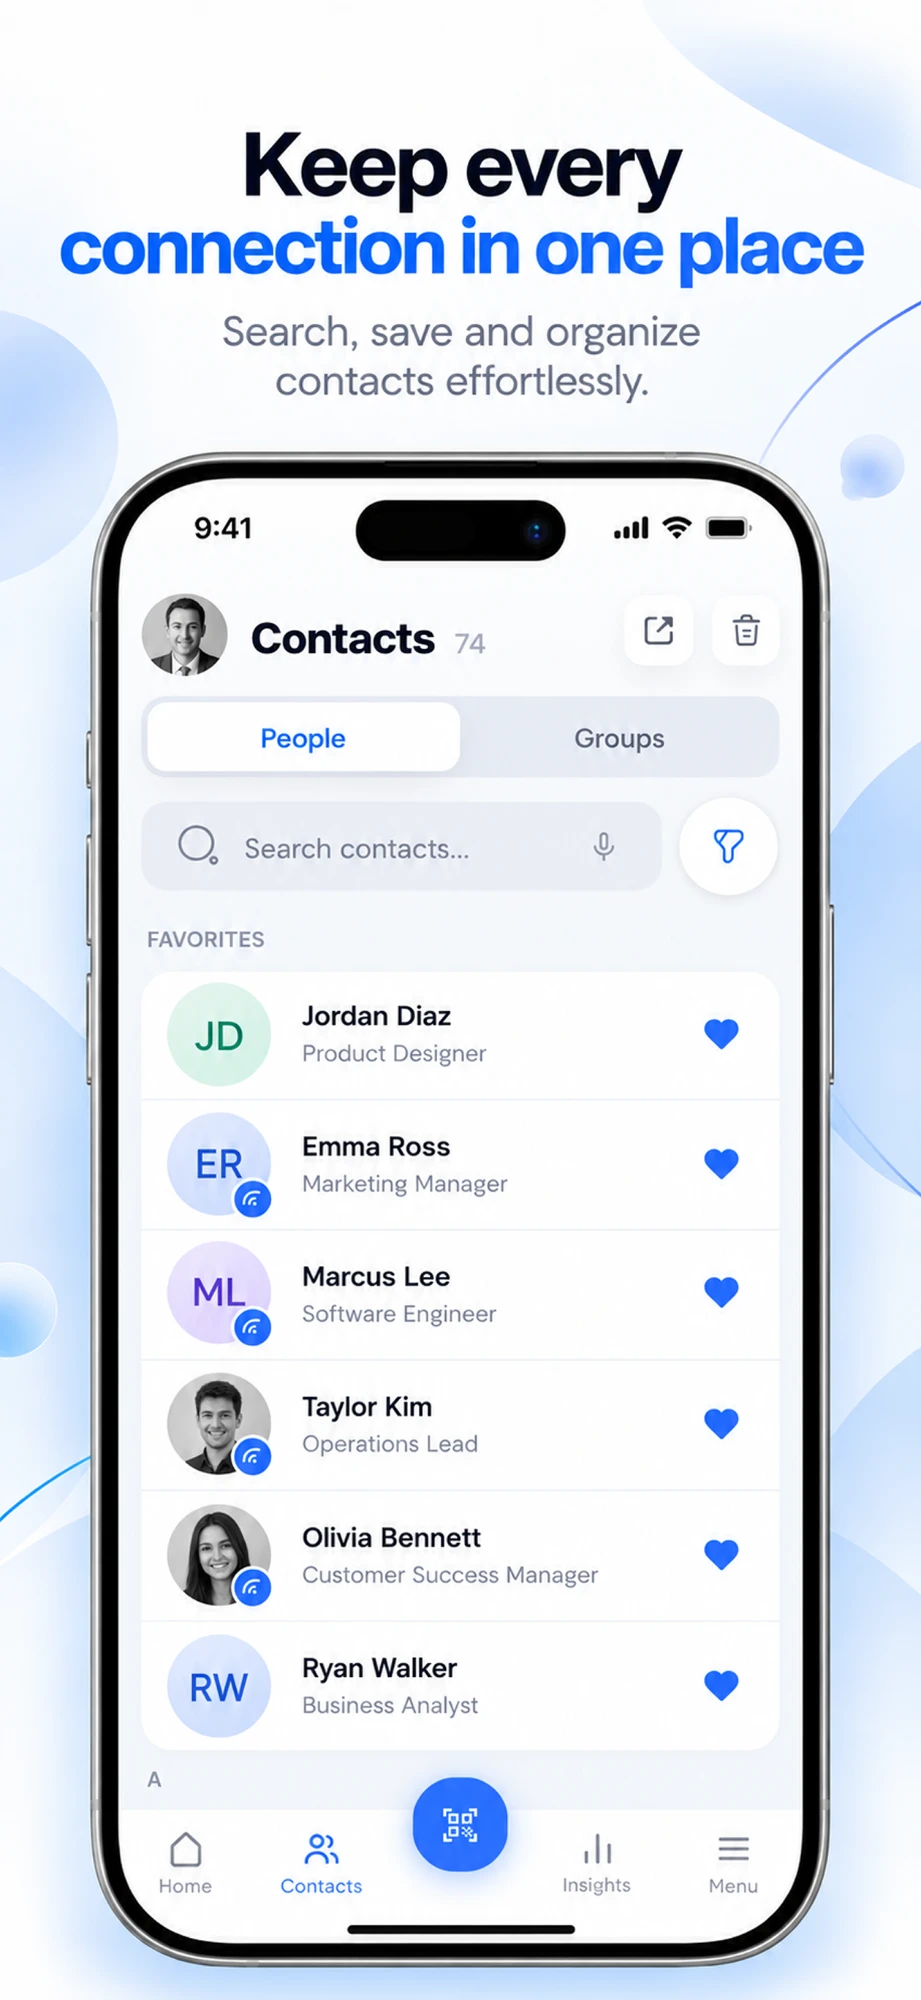 Keep every
connection in one place
Search, save and organize
contacts effortlessly.
9:41
Contacts 74
People Groups
Search contacts...
FAVORITES
JD
Jordan Diaz
Product Designer
ER
Emma Ross
Marketing Manager
ML
Marcus Lee
Software Engineer
Taylor Kim
Operations Lead
Olivia Bennett
Customer Success Manager
RW
Ryan Walker
Business Analyst
A
Home Contacts Insights Menu